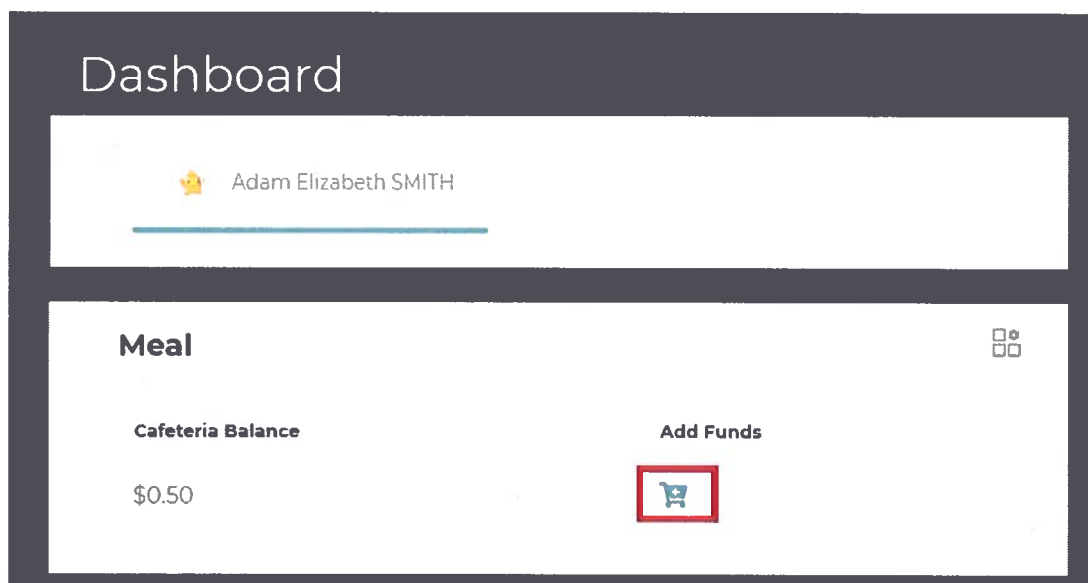 Dashboard
Adam Elizabeth SMITH
Meal
Cafeteria Balance
Add Funds
$0.50